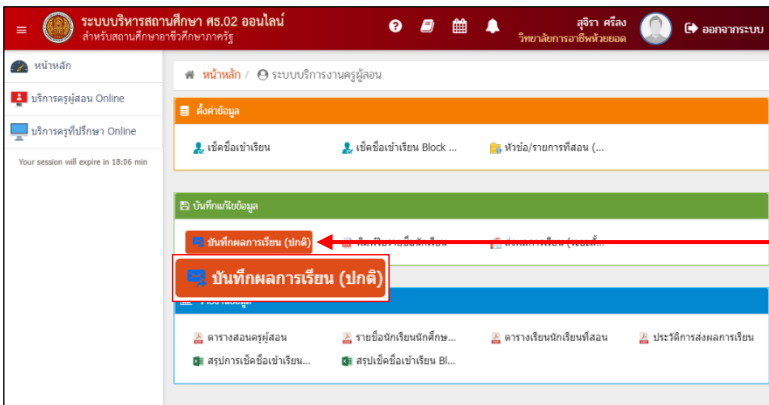 ระบบบริหารสถานศึกษา ศธ.02 ออนไลน์
สำหรับสถานศึกษาอาชีวศึกษาภาครัฐ
สุจิรา ศรีสง
วิทยาลัยการอาชีพห้วยยอด
ออกจากระบบ
หน้าหลัก
บริการครูผู้สอน Online
บริการครูที่ปรึกษา Online
Your session will expire in 18:06 min
หน้าหลัก / ระบบบริการงานครูผู้สอน
ตั้งค่าข้อมูล
เช็คชื่อเข้าเรียน
เช็คชื่อเข้าเรียน Block ...
หัวข้อ/รายการที่สอน (...
บันทึกแก้ไขข้อมูล
บันทึกผลการเรียน (ปกติ)
บันทึกผลการเรียน (ปกติ)
ตารางสอนครูผู้สอน
รายชื่อนักเรียนนักศึกษ...
ตารางเรียนนักเรียนที่สอน
ประวัติการส่งผลการเรียน
สรุปการเช็คชื่อเข้าเรียน...
สรุปเช็คชื่อเข้าเรียน Bl...